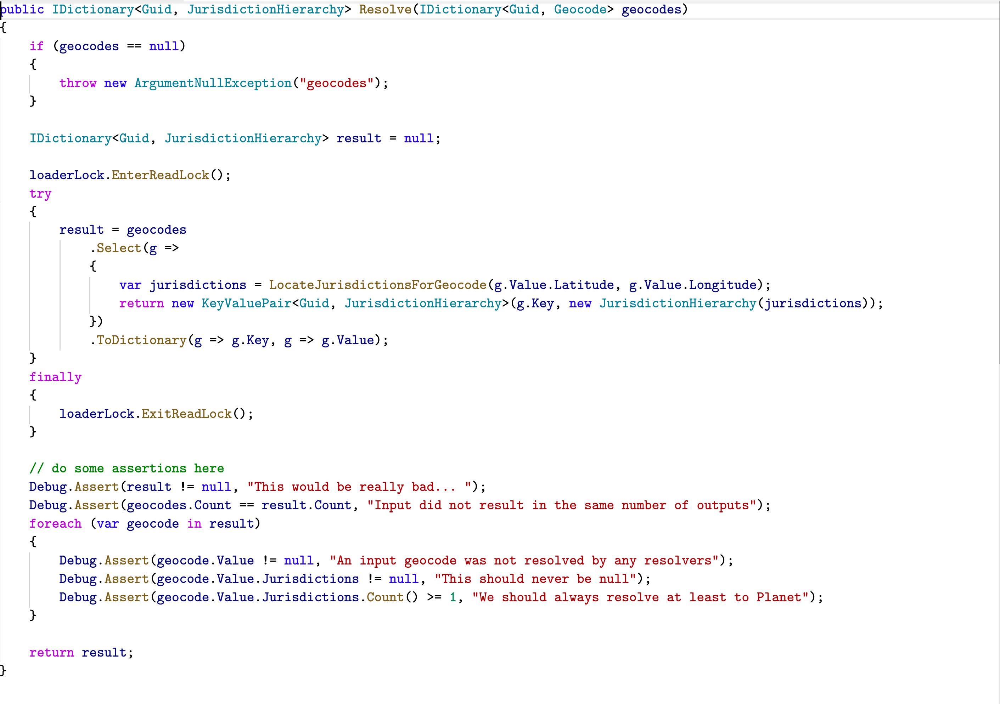 public IDictionary<Guid, JurisdictionHierarchy> Resolve(IDictionary<Guid, Geocode> geocodes)
{
    if (geocodes == null)
    {
        throw new ArgumentNullException("geocodes");
    }

    IDictionary<Guid, JurisdictionHierarchy> result = null;

    loaderLock.EnterReadLock();
    try
    {
        result = geocodes
            .Select(g =>
            {
                var jurisdictions = LocateJurisdictionsForGeocode(g.Value.Latitude, g.Value.Longitude);
                return new KeyValuePair<Guid, JurisdictionHierarchy>(g.Key, new JurisdictionHierarchy(jurisdictions));
            })
            .ToDictionary(g => g.Key, g => g.Value);
    }
    finally
    {
        loaderLock.ExitReadLock();
    }

    // do some assertions here
    Debug.Assert(result != null, "This would be really bad... ");
    Debug.Assert(geocodes.Count == result.Count, "Input did not result in the same number of outputs");
    foreach (var geocode in result)
    {
        Debug.Assert(geocode.Value != null, "An input geocode was not resolved by any resolvers");
        Debug.Assert(geocode.Value.Jurisdictions != null, "This should never be null");
        Debug.Assert(geocode.Value.Jurisdictions.Count() >= 1, "We should always resolve at least to Planet");
    }

    return result;
}